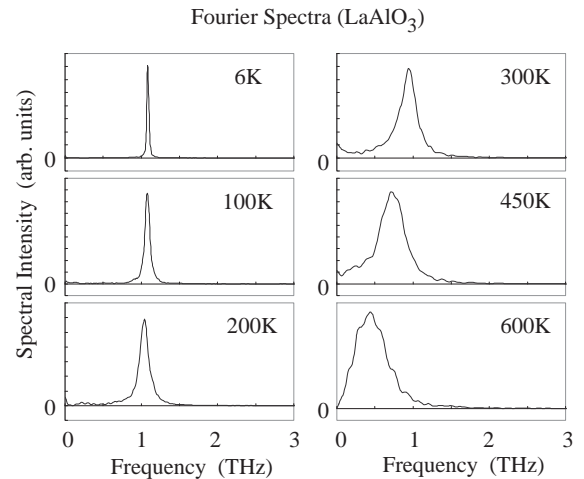 Fourier Spectra (LaAlO3)
Spectral Intensity (arb. units)
6K
0
100K
0
200K
0
0 1 2 3
Frequency (THz)
300K
0
450K
0
600K
0
0 1 2 3
Frequency (THz)